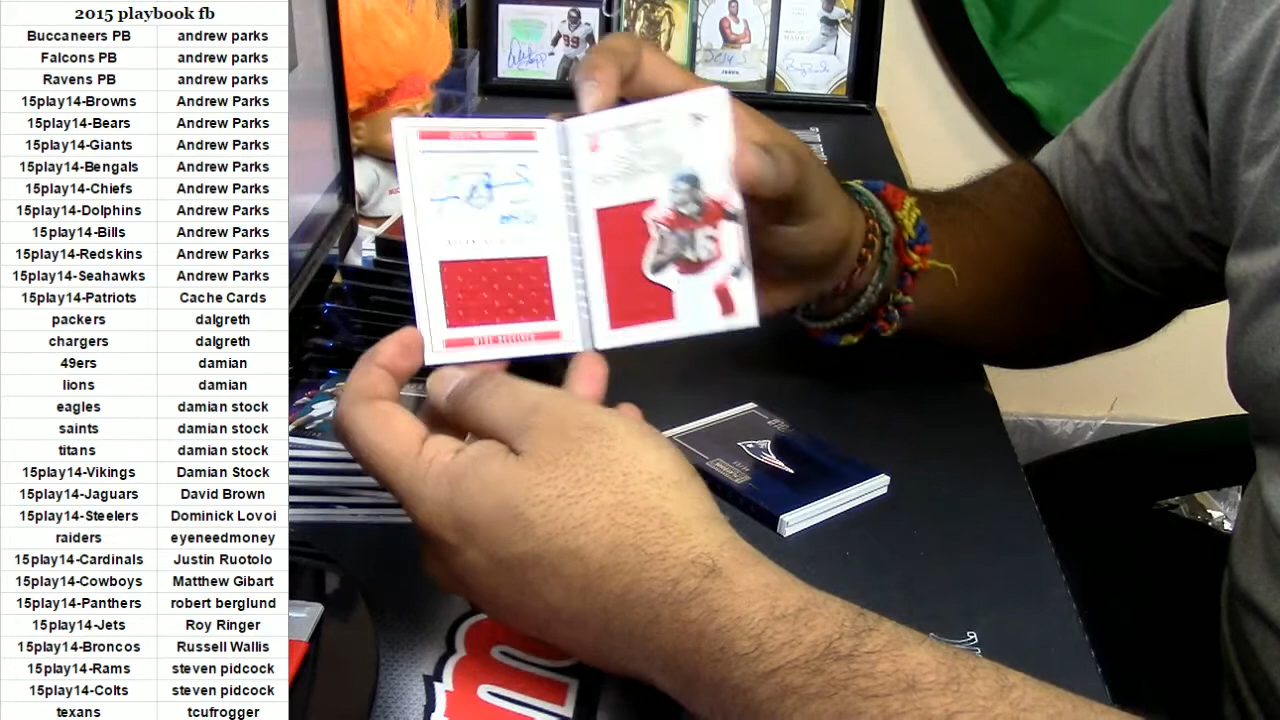 2015 playbook fb
Buccaneers PB andrew parks
Falcons PB andrew parks
Ravens PB andrew parks
15play14-Browns Andrew Parks
15play14-Bears Andrew Parks
15play14-Giants Andrew Parks
15play14-Bengals Andrew Parks
15play14-Chiefs Andrew Parks
15play14-Dolphins Andrew Parks
15play14-Bills Andrew Parks
15play14-Redskins Andrew Parks
15play14-Seahawks Andrew Parks
15play14-Patriots Cache Cards
packers dalgreth
chargers dalgreth
49ers damian
lions damian
eagles damian stock
saints damian stock
titans damian stock
15play14-Vikings Damian Stock
15play14-Jaguars David Brown
15play14-Steelers Dominick Lovoi
raiders eyeneedmoney
15play14-Cardinals Justin Ruotolo
15play14-Cowboys Matthew Gibart
15play14-Panthers robert berglund
15play14-Jets Roy Ringer
15play14-Broncos Russell Wallis
15play14-Rams steven pidcock
15play14-Colts steven pidcock
texans tcufrogger